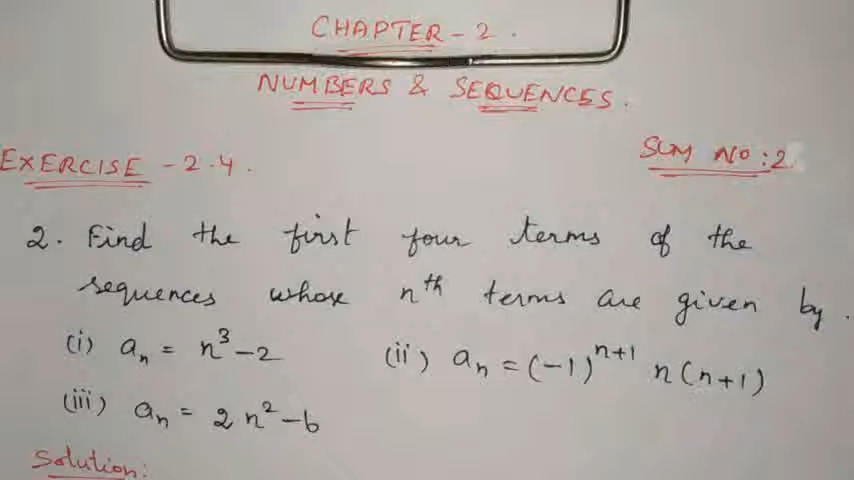 CHAPTER - 2.
NUMBERS & SEQUENCES.
EXERCISE - 2.4.
SUM NO: 2
2. Find the first four terms of the
sequences whose nth terms are given by.
(i) aₙ = n³ - 2 (ii) aₙ = (-1)ⁿ⁺¹ n(n+1)
(iii) aₙ = 2n² - 6
Solution: